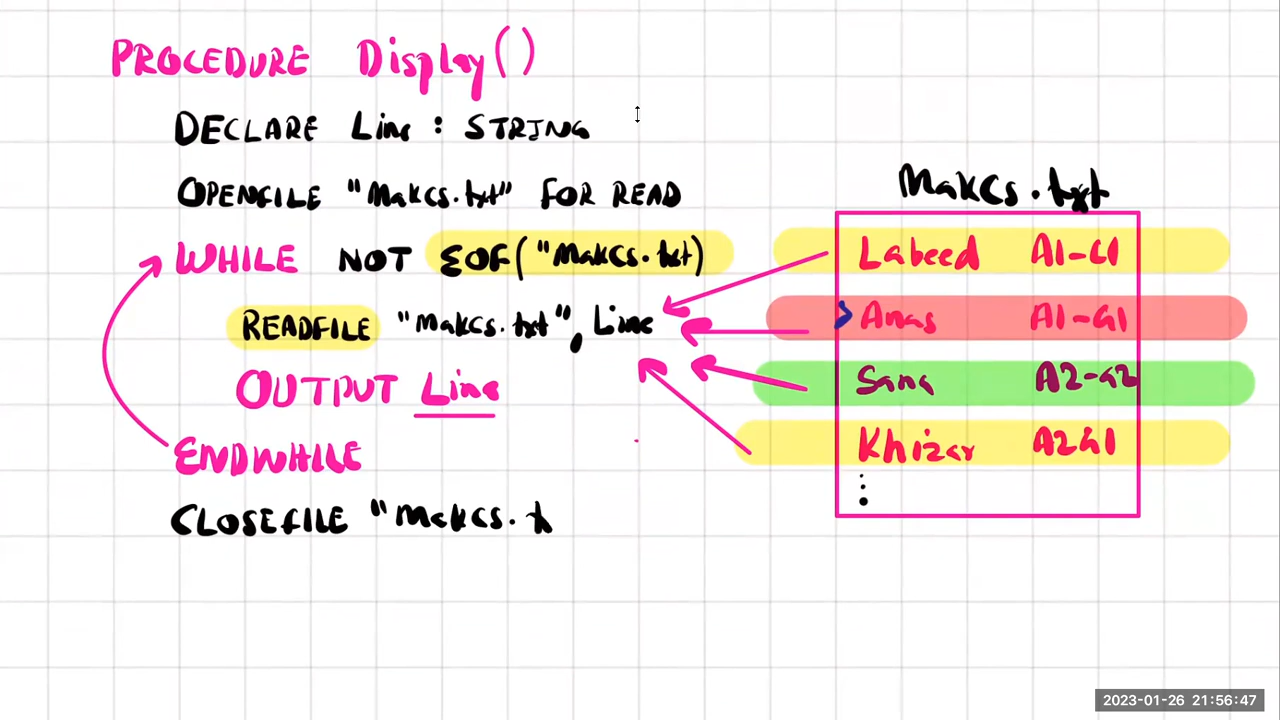 PROCEDURE Display()
DECLARE Line : STRING
OPENFILE "Makcs.txt" FOR READ
WHILE NOT EOF("Makcs.txt)
READFILE "Makcs.txt", Line
OUTPUT Line
ENDWHILE
CLOSEFILE "Makcs.t
Makcs.txt
Labeed A1-G1
Anas A1-G1
Sana A2-G2
Khizar A2G1
2023-01-26 21:56:47